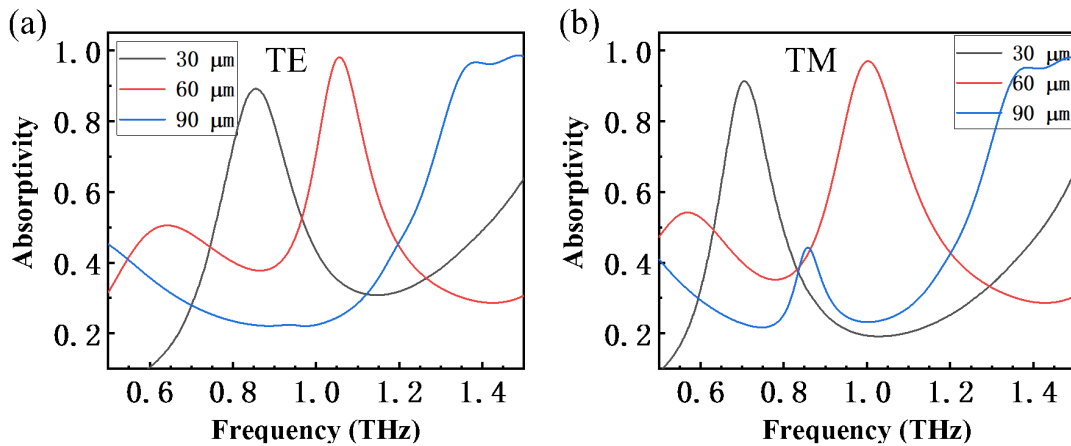 (a)
TE
30 μm
60 μm
90 μm
Absorptivity
1.0
0.8
0.6
0.4
0.2
0.6 0.8 1.0 1.2 1.4
Frequency (THz)
(b)
TM
30 μm
60 μm
90 μm
Absorptivity
1.0
0.8
0.6
0.4
0.2
0.6 0.8 1.0 1.2 1.4
Frequency (THz)